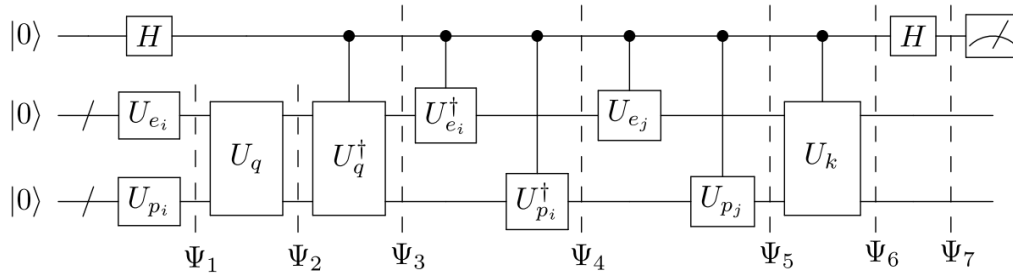 |0⟩ H H
|0⟩ U_{e_i} U_q U_q^† U_{e_i}^† U_{e_j} U_k
|0⟩ U_{p_i} U_{p_i}^† U_{p_j}
Ψ_1 Ψ_2 Ψ_3 Ψ_4 Ψ_5 Ψ_6 Ψ_7